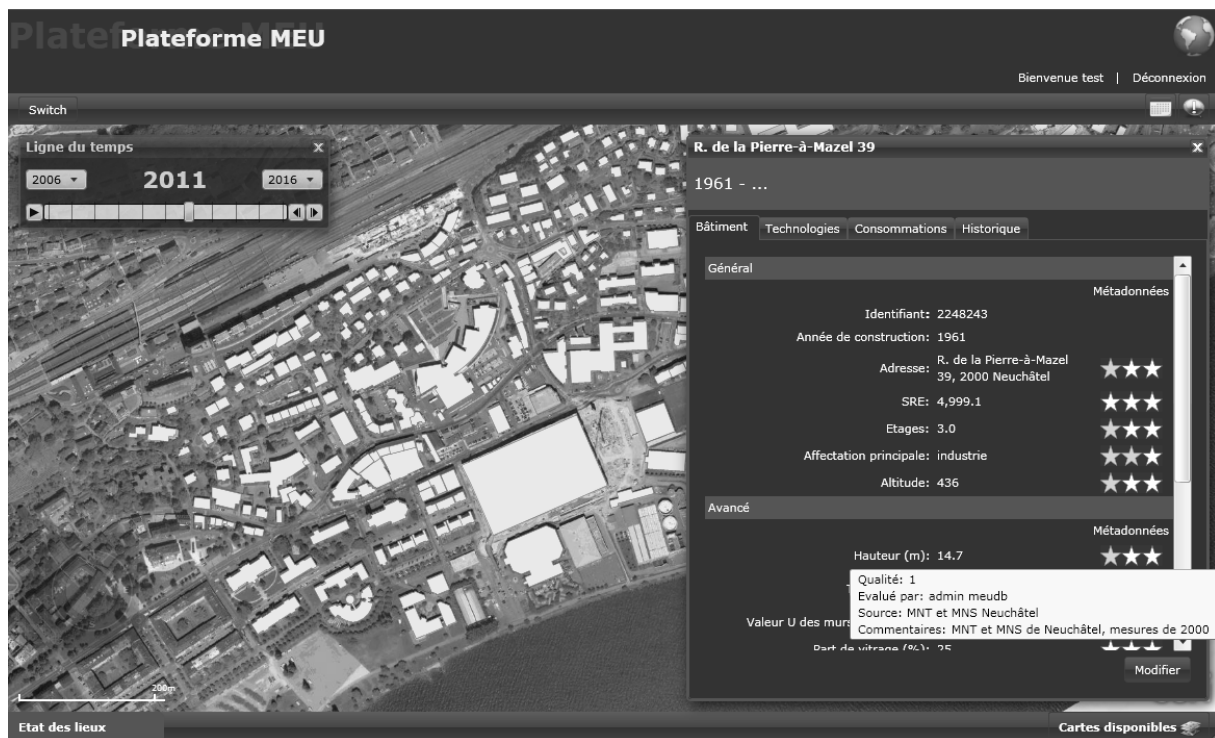 Plateforme MEU
Plateforme MEU
Bienvenue test | Déconnexion
Switch
Ligne du temps x
2006 2011 2016
200m
R. de la Pierre-à-Mazel 39 x
1961 - ...
Bâtiment Technologies Consommations Historique
Général
Métadonnées
Identifiant: 2248243
Année de construction: 1961
Adresse: R. de la Pierre-à-Mazel
39, 2000 Neuchâtel
SRE: 4,999.1
Etages: 3.0
Affectation principale: industrie
Altitude: 436
Avancé
Métadonnées
Hauteur (m): 14.7
Qualité: 1
Evalué par: admin meudb
Source: MNT et MNS Neuchâtel
Commentaires: MNT et MNS de Neuchâtel, mesures de 2000
Valeur U des murs
Part de vitrage (%): 25
Modifier
Etat des lieux Cartes disponibles